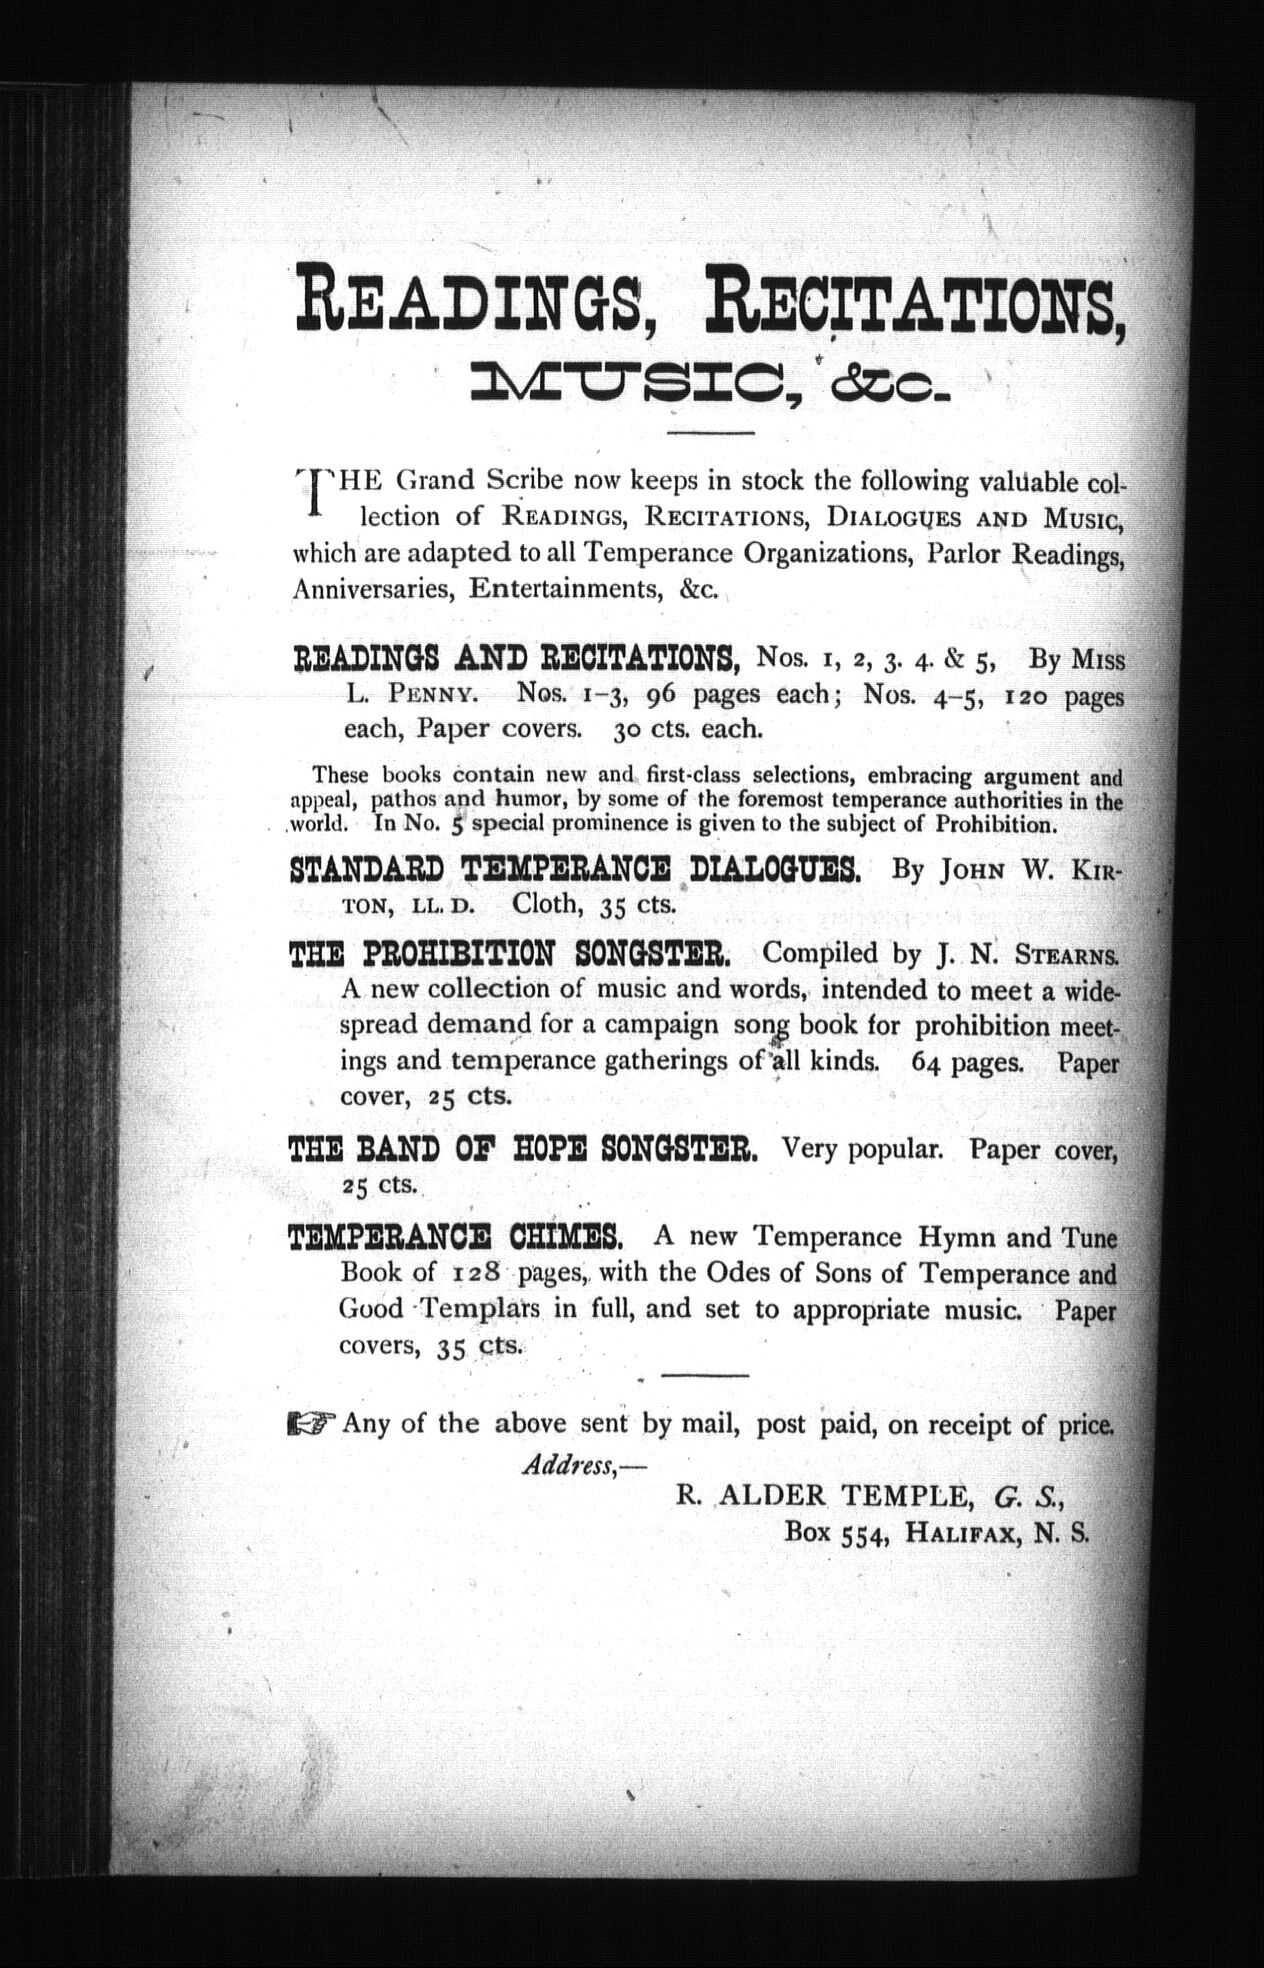 READINGS, RECITATIONS,
MUSIC, &c.
THE Grand Scribe now keeps in stock the following valuable col-
lection of READINGS, RECITATIONS, DIALOGUES AND MUSIC,
which are adapted to all Temperance Organizations, Parlor Readings,
Anniversaries, Entertainments, &c.
READINGS AND RECITATIONS, Nos. 1, 2, 3. 4. & 5, By MISS
L. PENNY. Nos. 1–3, 96 pages each; Nos. 4–5, 120 pages
each, Paper covers. 30 cts. each.
These books contain new and first-class selections, embracing argument and
appeal, pathos and humor, by some of the foremost temperance authorities in the
world. In No. 5 special prominence is given to the subject of Prohibition.
STANDARD TEMPERANCE DIALOGUES. By JOHN W. KIR-
TON, LL. D. Cloth, 35 cts.
THE PROHIBITION SONGSTER. Compiled by J. N. STEARNS.
A new collection of music and words, intended to meet a wide-
spread demand for a campaign song book for prohibition meet-
ings and temperance gatherings of all kinds. 64 pages. Paper
cover, 25 cts.
THE BAND OF HOPE SONGSTER. Very popular. Paper cover,
25 cts.
TEMPERANCE CHIMES. A new Temperance Hymn and Tune
Book of 128 pages, with the Odes of Sons of Temperance and
Good Templars in full, and set to appropriate music. Paper
covers, 35 cts.
☞ Any of the above sent by mail, post paid, on receipt of price.
Address,—
R. ALDER TEMPLE, G. S.,
Box 554, HALIFAX, N. S.